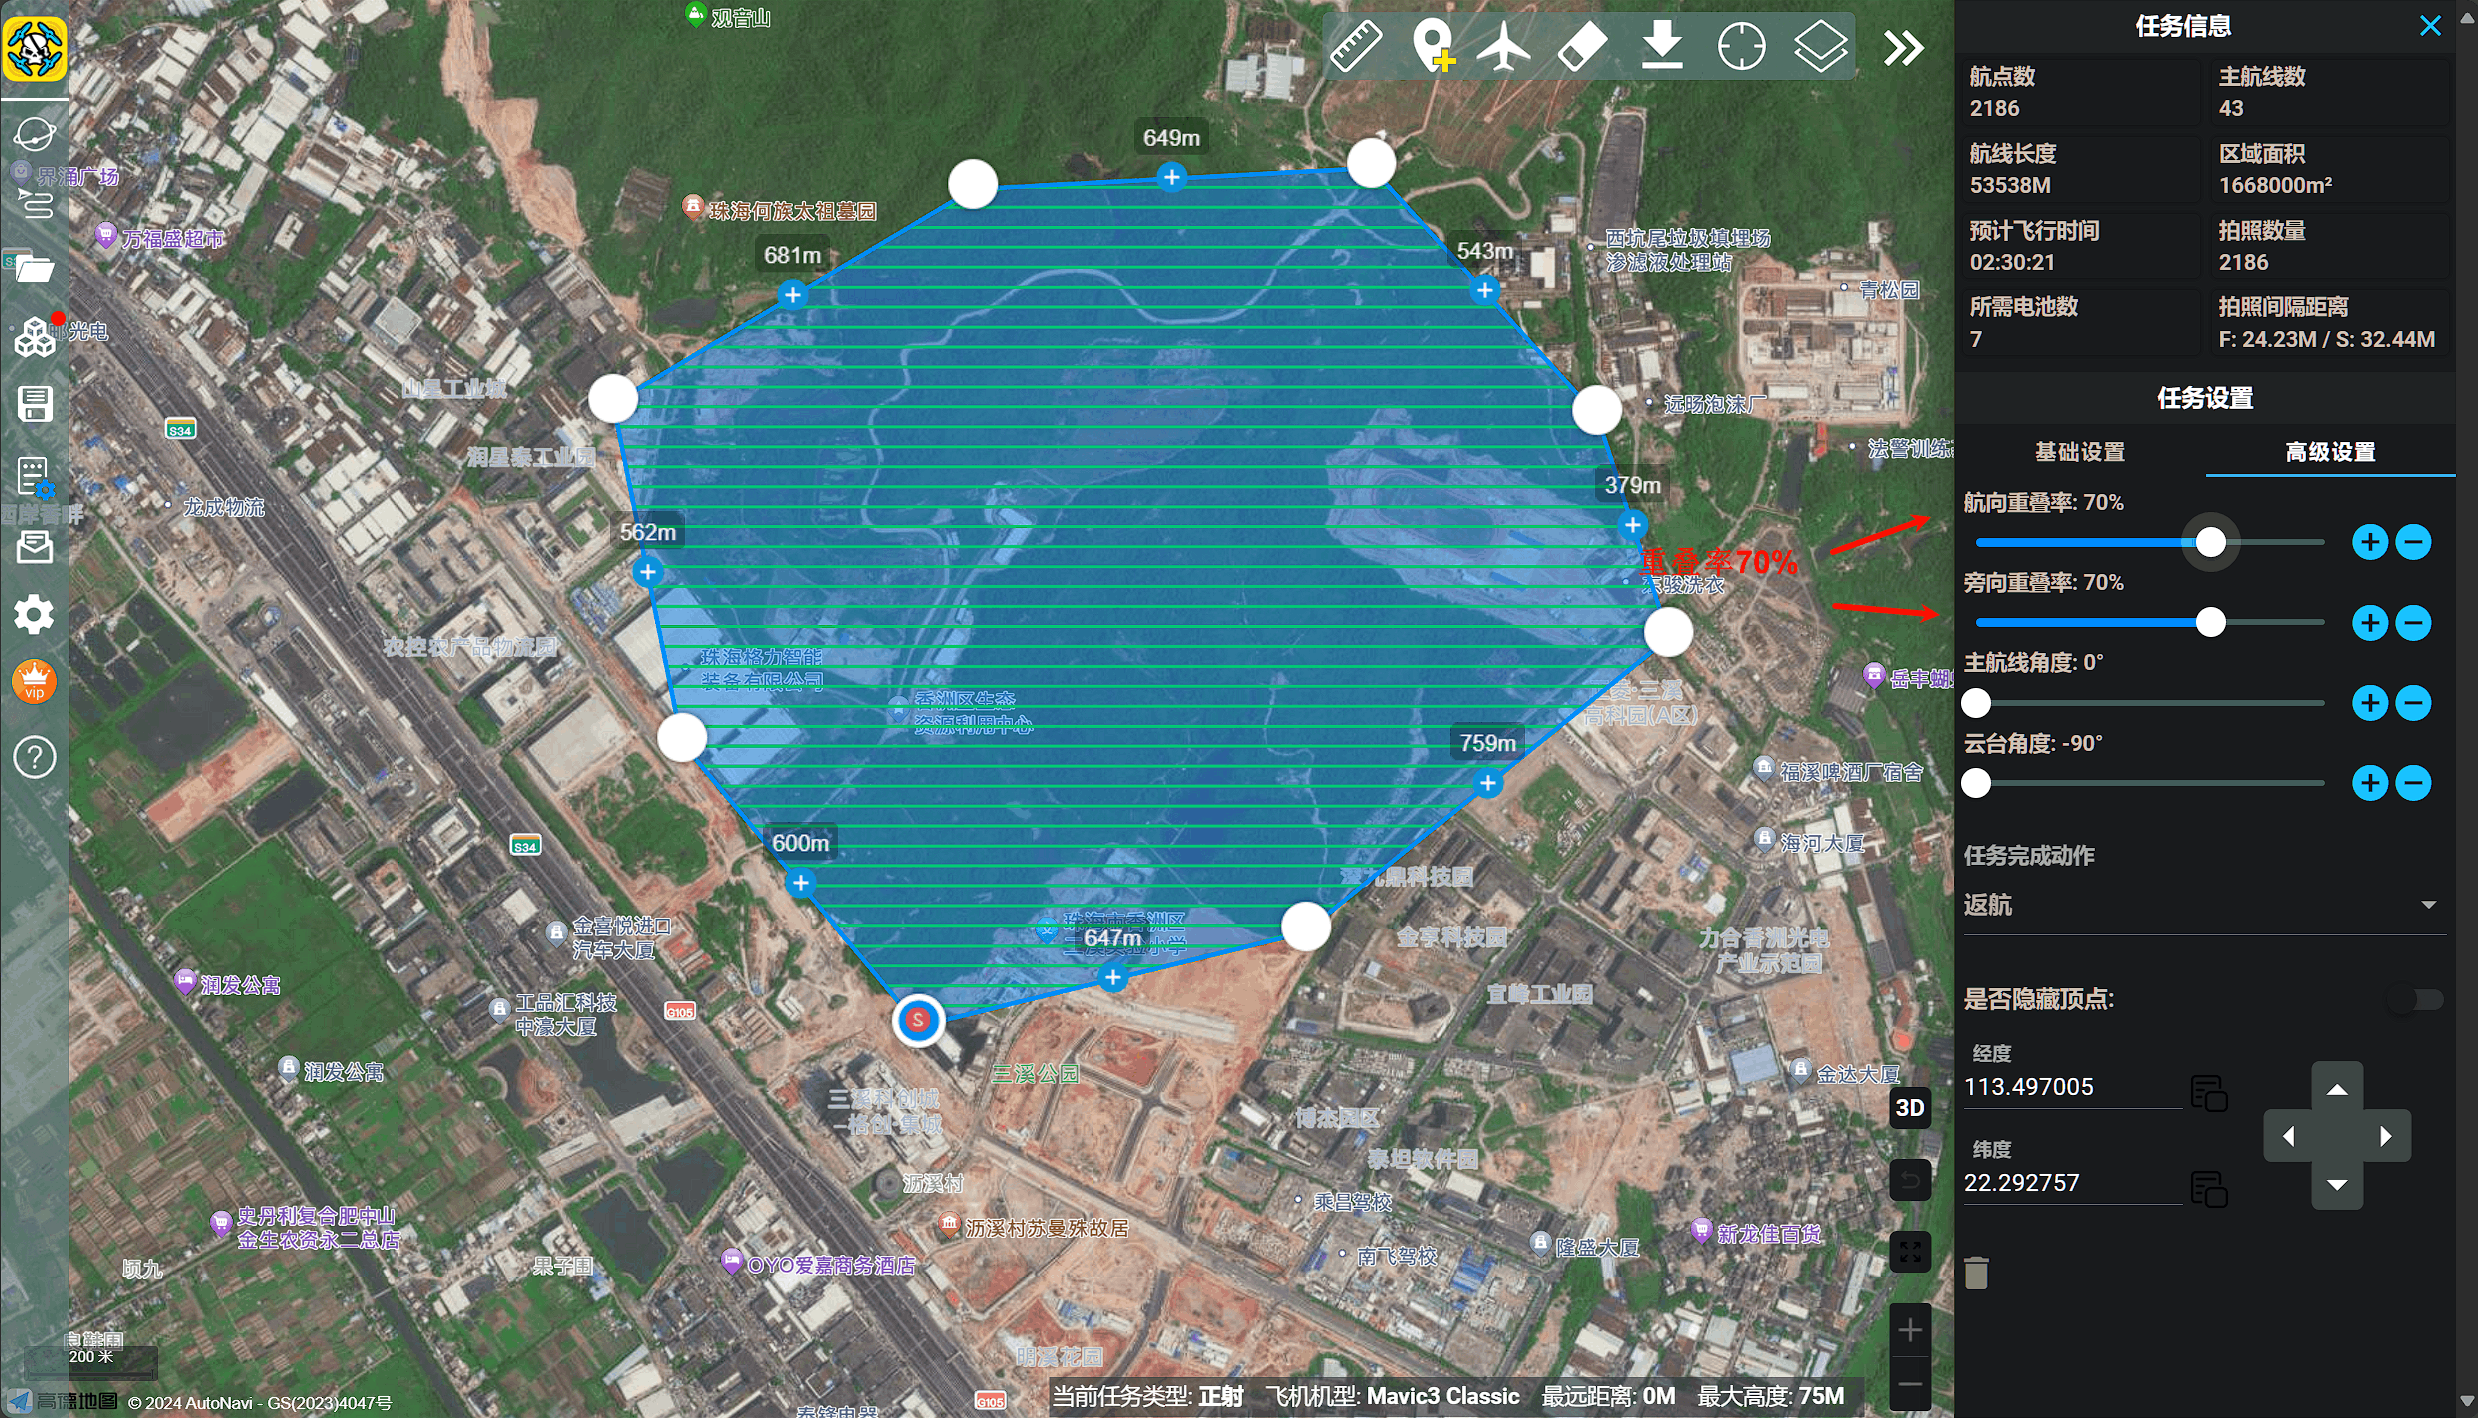 观音山
界涌广场
万福盛超市
邮光电
山星工业城
S34
润星泰工业园
龙成物流
西岸香畔
农控农产品物流园
vip
S34
金喜悦进口
汽车大厦
润发公寓
工品汇科技
中濠大厦
G105
润发公寓
三溪科创城
-格创·集城
三溪公园
沥溪村
沥溪村苏曼殊故居
史丹利复合肥中山
金生农资永二总店
顷九
果子围
OYO爱嘉商务酒店
良鞋围
200 米
高德地图 © 2024 AutoNavi - GS(2023)4047号
G105
明溪花园
649m
珠海何族太祖墓园
681m
543m
西坑尾垃圾填埋场
渗滤液处理站
青松园
远旸泡沫厂
法警训练
379m
562m
重叠率70%
东骏洗衣
珠海格力智能
装备有限公司
香洲区生态
资源利用中心
高科园(A区)
岳丰蝴
759m
福溪啤酒厂宿舍
600m
海河大厦
647m
珠海市香洲区
三溪实验小学
S
金亨科技园
力合香洲光电
产业示范园
宜峰工业园
金达大厦
博杰园区
泰坦软件园
乘昌驾校
南飞驾校
隆盛大厦
新龙佳百货
3D
当前任务类型: 正射 飞机机型: Mavic3 Classic 最远距离: 0M 最大高度: 75M
任务信息
航点数 主航线数
2186 43
航线长度 区域面积
53538M 1668000m²
预计飞行时间 拍照数量
02:30:21 2186
所需电池数 拍照间隔距离
7 F: 24.23M / S: 32.44M
任务设置
基础设置 高级设置
航向重叠率: 70%
旁向重叠率: 70%
主航线角度: 0°
云台角度: -90°
任务完成动作
返航
是否隐藏顶点:
经度
113.497005
纬度
22.292757